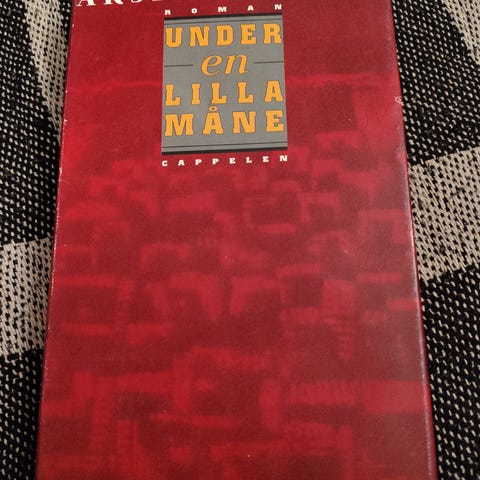 ROMAN
UNDER
en
LILLA
MÅNE
CAPPELEN